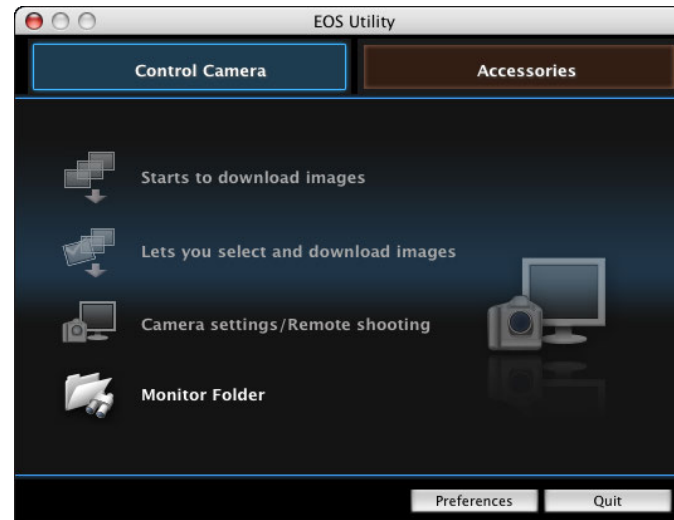 EOS Utility
Control Camera
Accessories
Starts to download images
Lets you select and download images
Camera settings/Remote shooting
Monitor Folder
Preferences
Quit